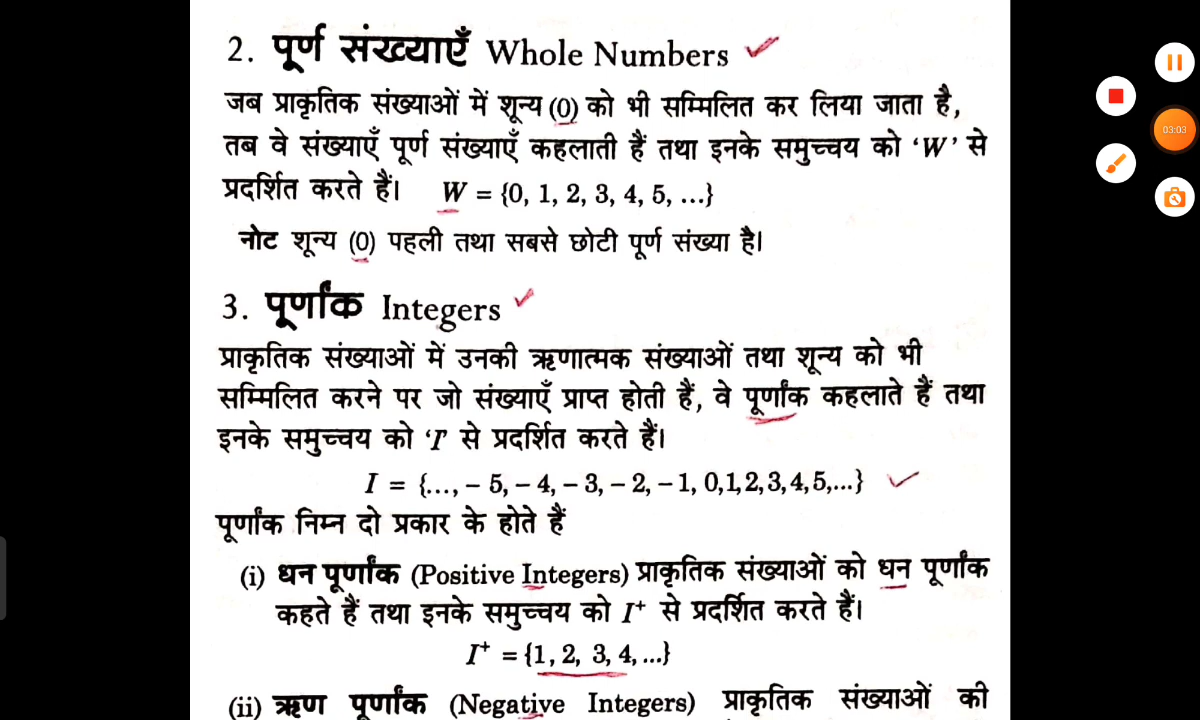 2. पूर्ण संख्याएँ Whole Numbers
जब प्राकृतिक संख्याओं में शून्य (0) को भी सम्मिलित कर लिया जाता है,
तब वे संख्याएँ पूर्ण संख्याएँ कहलाती हैं तथा इनके समुच्चय को ‘W’ से
प्रदर्शित करते हैं। W = {0, 1, 2, 3, 4, 5, ...}
नोट शून्य (0) पहली तथा सबसे छोटी पूर्ण संख्या है।
3. पूर्णांक Integers
प्राकृतिक संख्याओं में उनकी ऋणात्मक संख्याओं तथा शून्य को भी
सम्मिलित करने पर जो संख्याएँ प्राप्त होती हैं, वे पूर्णांक कहलाते हैं तथा
इनके समुच्चय को ‘I’ से प्रदर्शित करते हैं।
I = {..., – 5, – 4, – 3, – 2, – 1, 0,1,2,3,4,5,...}
पूर्णांक निम्न दो प्रकार के होते हैं
(i) धन पूर्णांक (Positive Integers) प्राकृतिक संख्याओं को धन पूर्णांक
कहते हैं तथा इनके समुच्चय को I⁺ से प्रदर्शित करते हैं।
I⁺ = {1, 2, 3, 4, ...}
(ii) ऋण पूर्णांक (Negative Integers) प्राकृतिक संख्याओं की
03:03